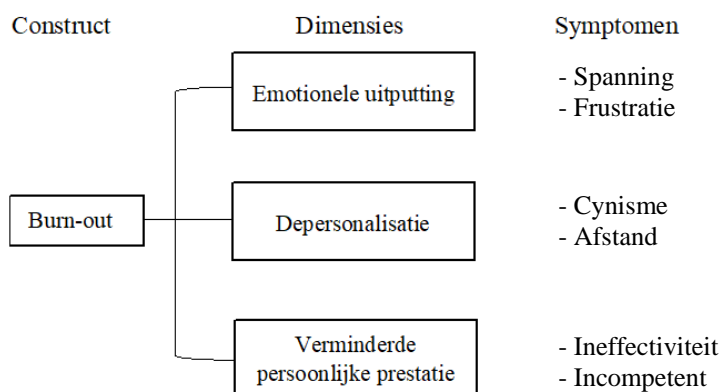 Construct Dimensies Symptomen
Emotionele uitputting
- Spanning
- Frustratie
Burn-out
Depersonalisatie
- Cynisme
- Afstand
Verminderde
persoonlijke prestatie
- Ineffectiviteit
- Incompetent